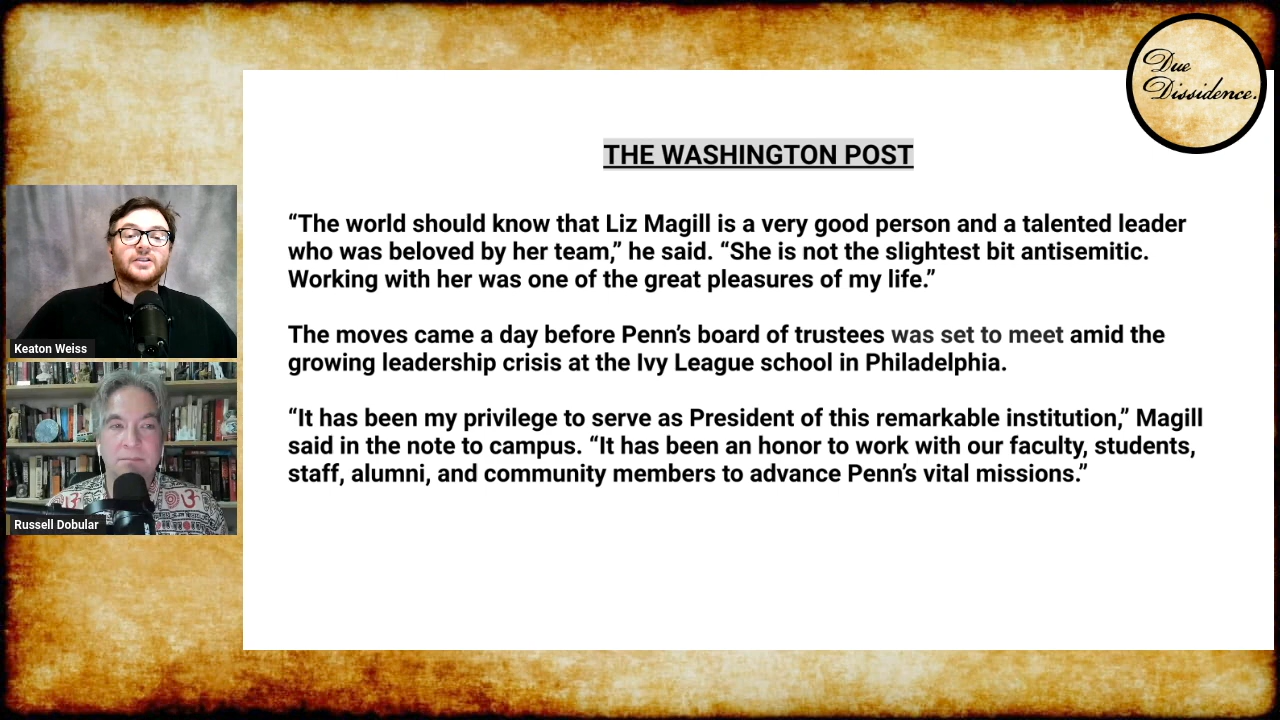 Due
Dissidence.
THE WASHINGTON POST
“The world should know that Liz Magill is a very good person and a talented leader
who was beloved by her team,” he said. “She is not the slightest bit antisemitic.
Working with her was one of the great pleasures of my life.”
The moves came a day before Penn’s board of trustees was set to meet amid the
growing leadership crisis at the Ivy League school in Philadelphia.
“It has been my privilege to serve as President of this remarkable institution,” Magill
said in the note to campus. “It has been an honor to work with our faculty, students,
staff, alumni, and community members to advance Penn’s vital missions.”
Keaton Weiss
Russell Dobular